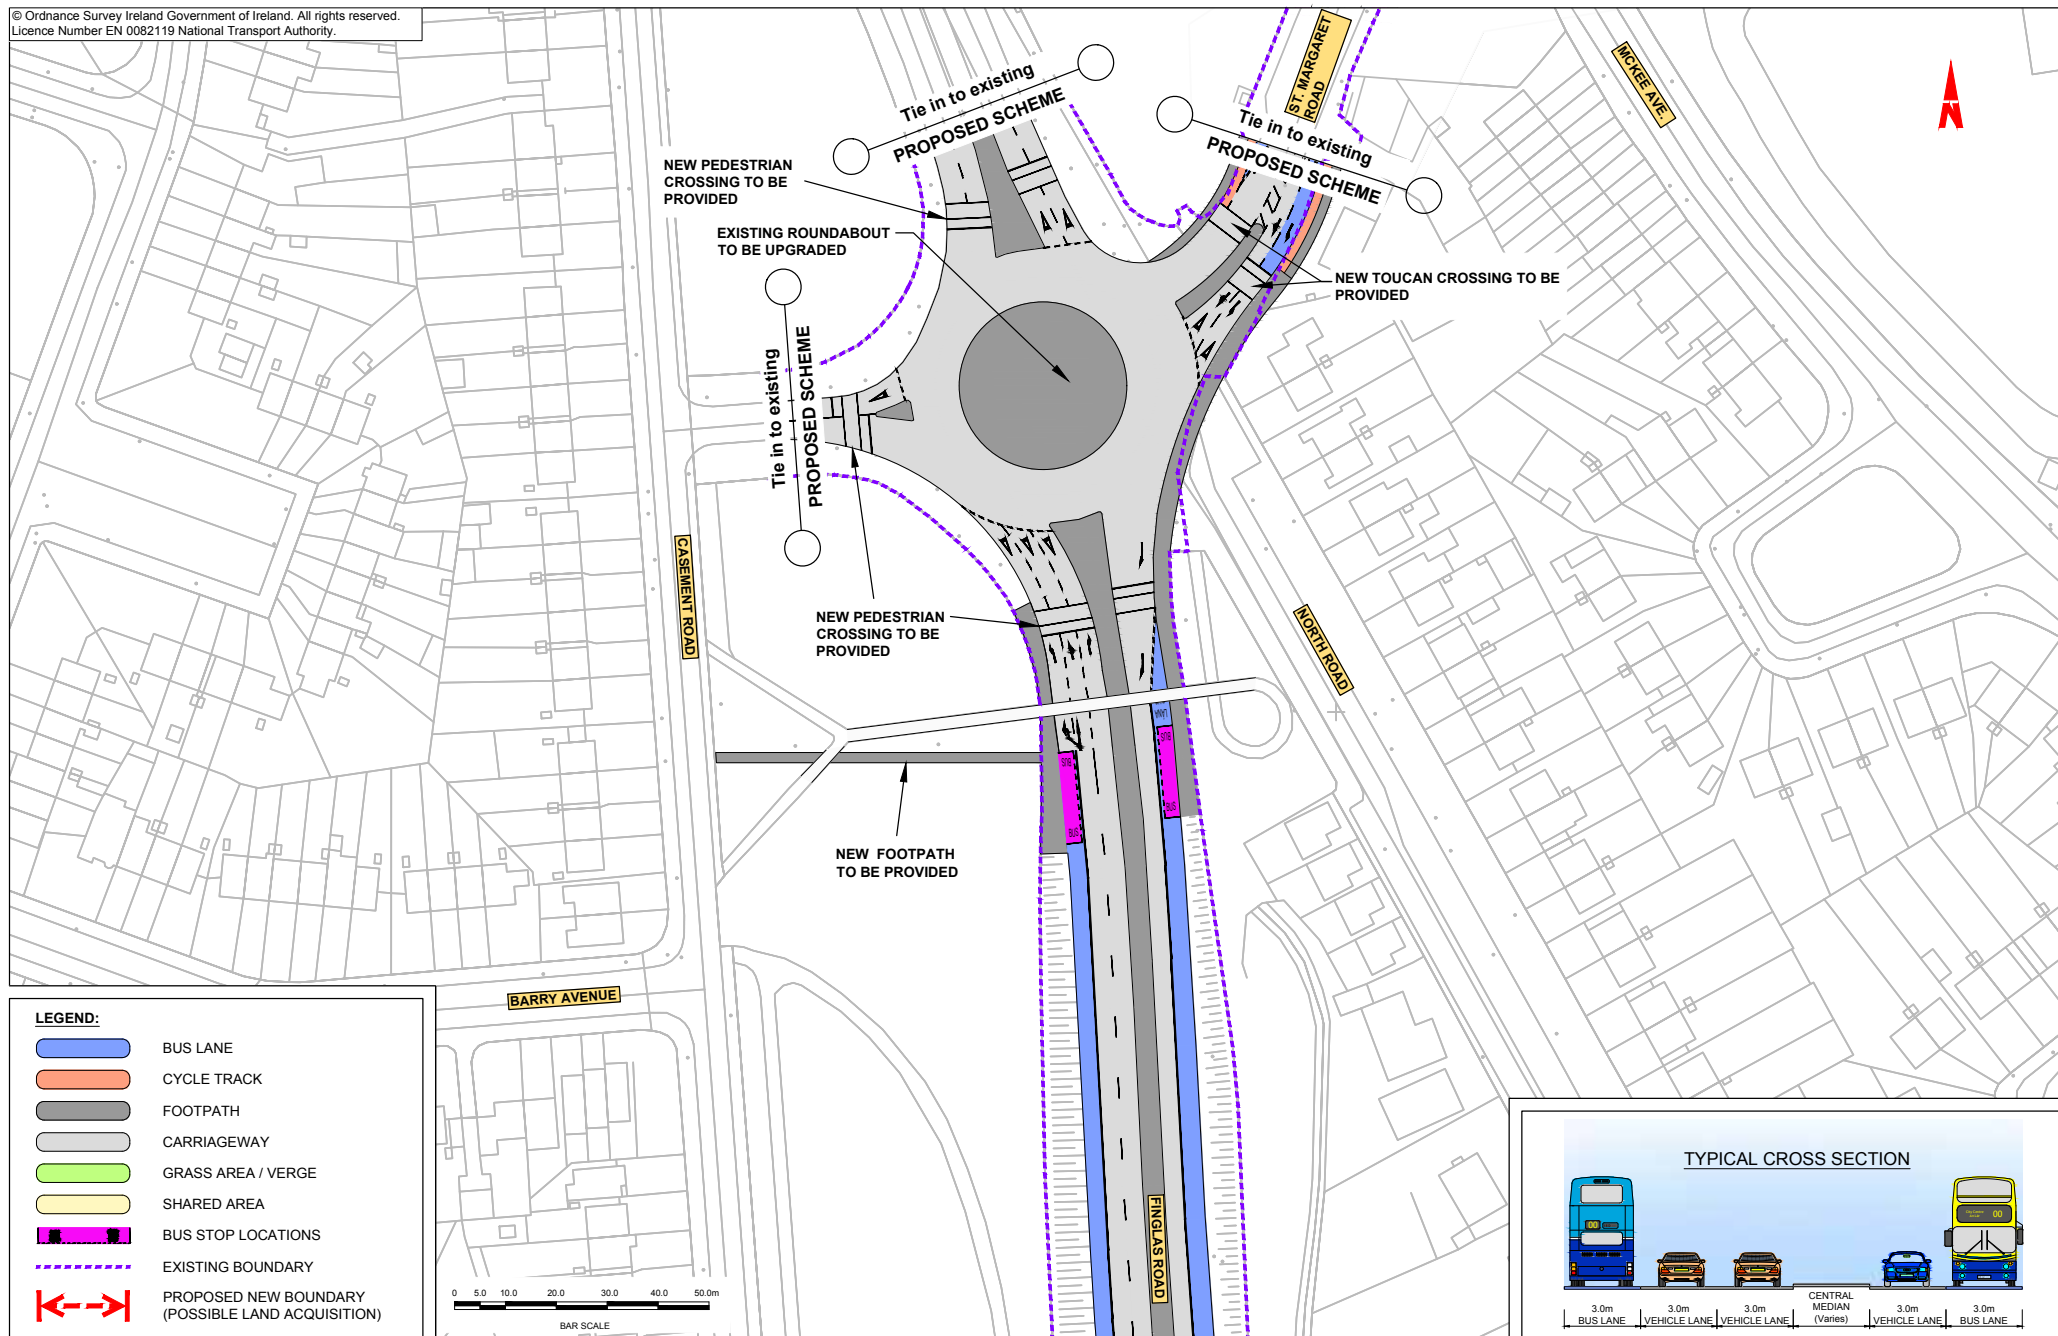 © Ordnance Survey Ireland Government of Ireland. All rights reserved.
Licence Number EN 0082119 National Transport Authority.
ST. MARGARET
ROAD
MCKEE AVE.
N
Tie in to existing
PROPOSED SCHEME
Tie in to existing
PROPOSED SCHEME
NEW PEDESTRIAN
CROSSING TO BE
PROVIDED
EXISTING ROUNDABOUT
TO BE UPGRADED
NEW TOUCAN CROSSING TO BE
PROVIDED
Tie in to existing
PROPOSED SCHEME
CASEMENT ROAD
NEW PEDESTRIAN
CROSSING TO BE
PROVIDED
NORTH ROAD
LANA
BUS
BUS
BUS
BUS
NEW FOOTPATH
TO BE PROVIDED
BARRY AVENUE
FINGLAS ROAD
LEGEND:
BUS LANE
CYCLE TRACK
FOOTPATH
CARRIAGEWAY
GRASS AREA / VERGE
SHARED AREA
BUS STOP LOCATIONS
EXISTING BOUNDARY
PROPOSED NEW BOUNDARY
(POSSIBLE LAND ACQUISITION)
0 5.0 10.0 20.0 30.0 40.0 50.0m
BAR SCALE
TYPICAL CROSS SECTION
00
00
3.0m
BUS LANE
3.0m
VEHICLE LANE
3.0m
VEHICLE LANE
CENTRAL
MEDIAN
(Varies)
3.0m
VEHICLE LANE
3.0m
BUS LANE